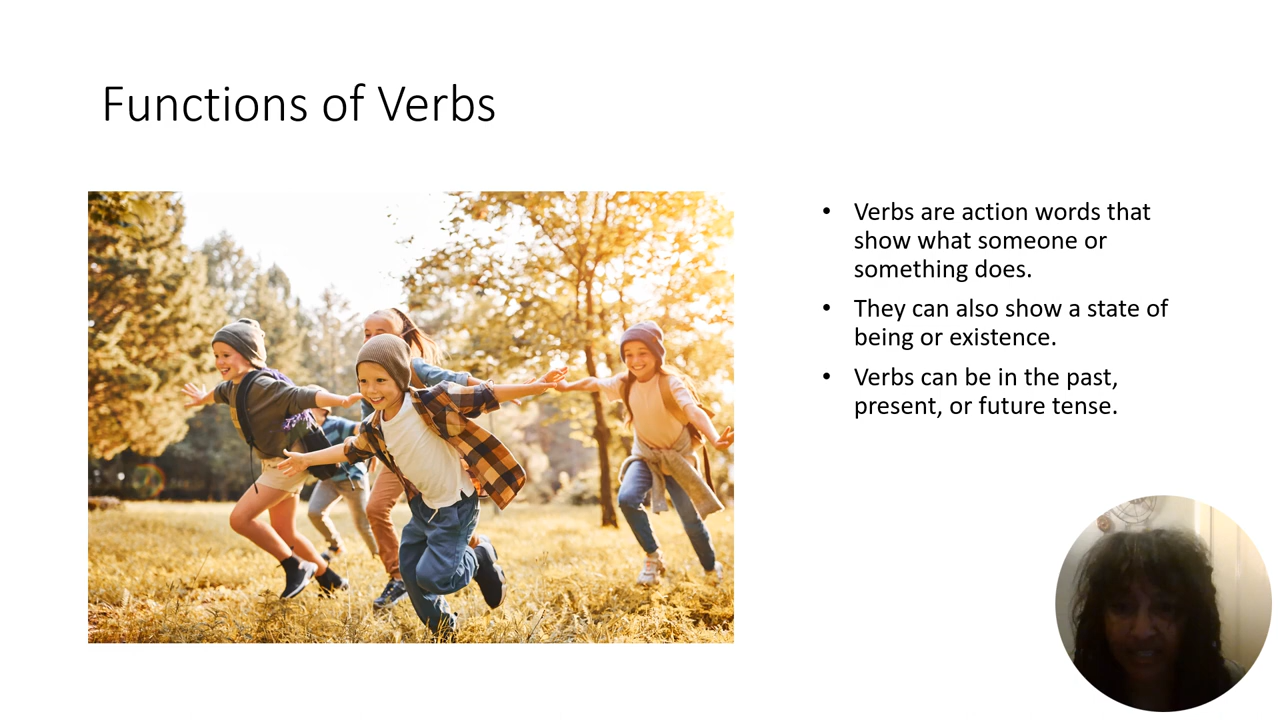 Functions of Verbs
• Verbs are action words that
show what someone or
something does.
• They can also show a state of
being or existence.
• Verbs can be in the past,
present, or future tense.